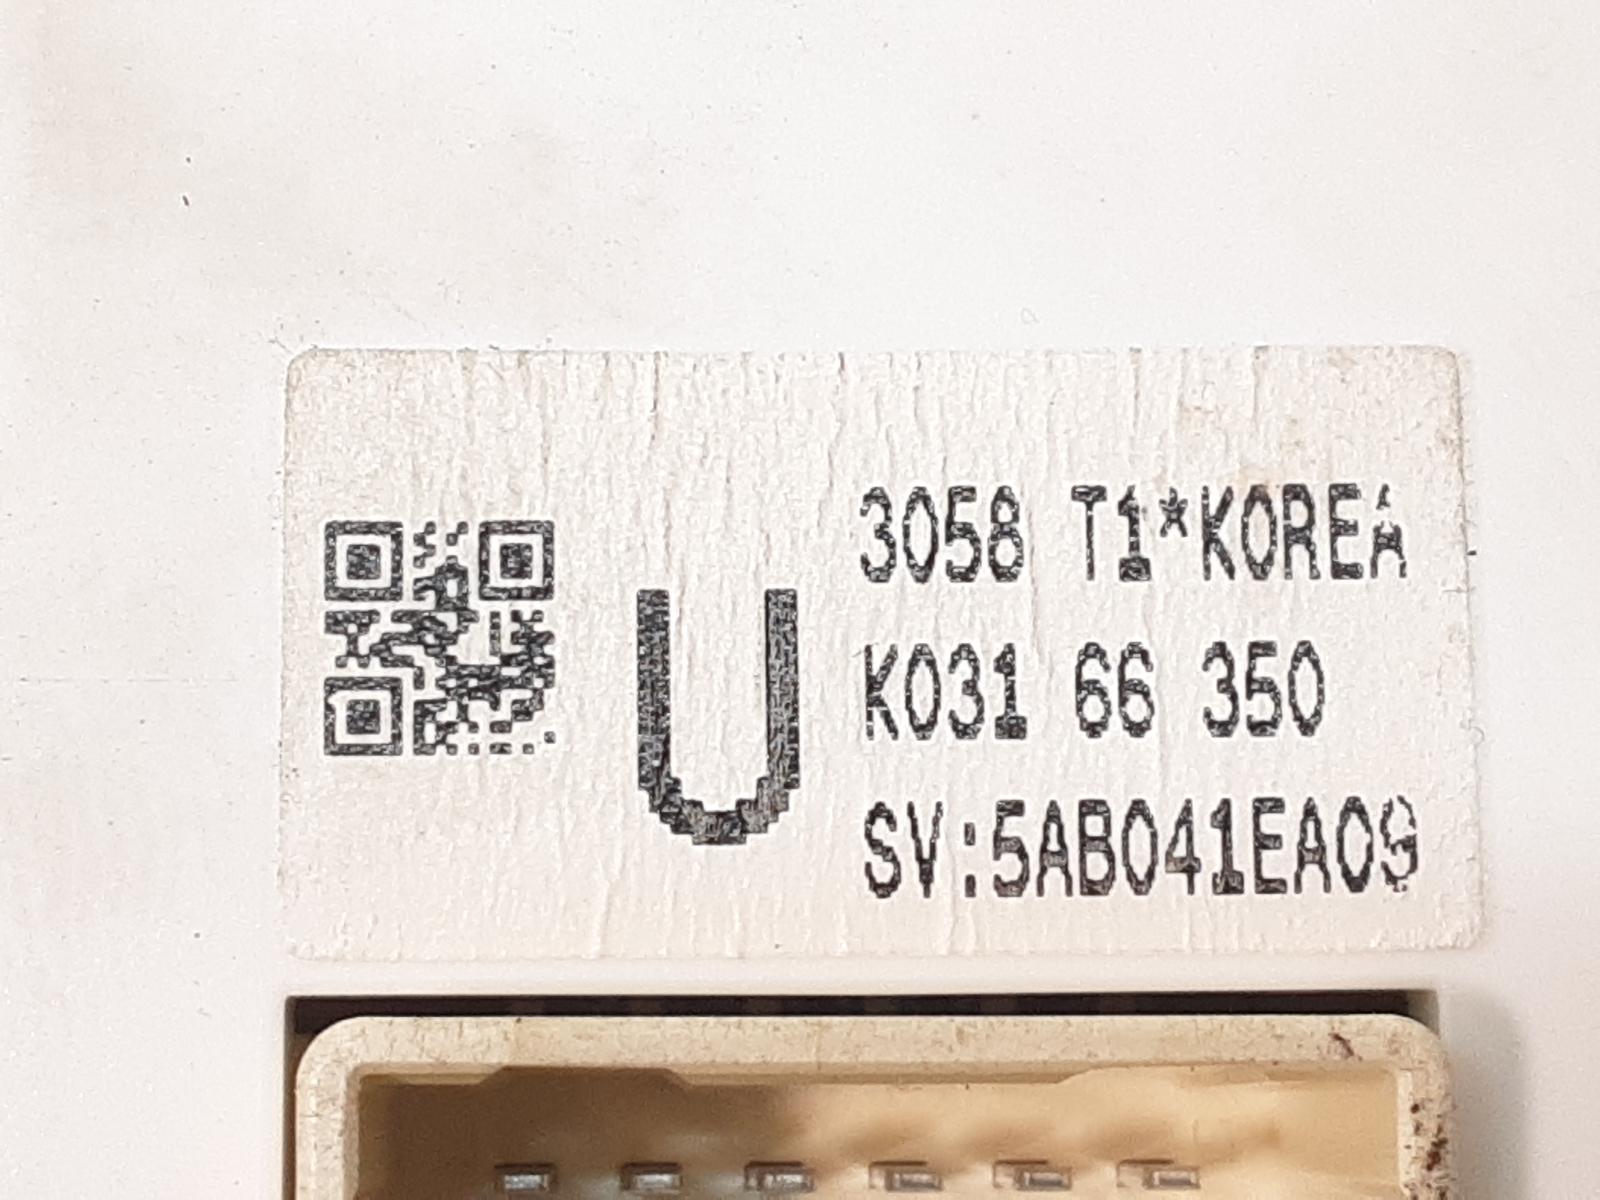 U
3058 T1*KOREA
K031 66 350
SV:5AB041EA09